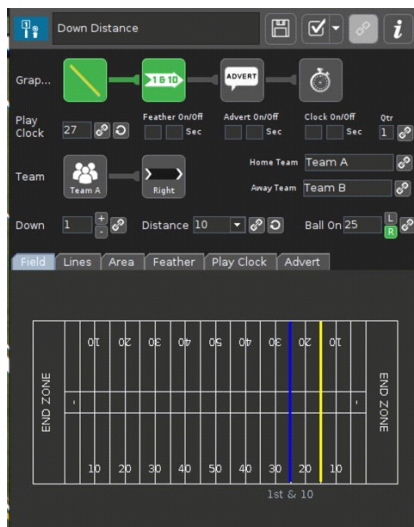 Down Distance
Grap...
1 & 10
ADVERT
Play Clock
27
Feather On/Off
Sec
Advert On/Off
Sec
Clock On/Off
Sec
Qtr
1
Team
Team A
Right
Home Team Team A
Away Team Team B
Down 1 + -
Distance 10
Ball On 25
L
R
Field Lines Area Feather Play Clock Advert
10 20 30 40 50 40 30 20 10
END ZONE
END ZONE
10 20 30 40 50 40 30 20 10
1st & 10